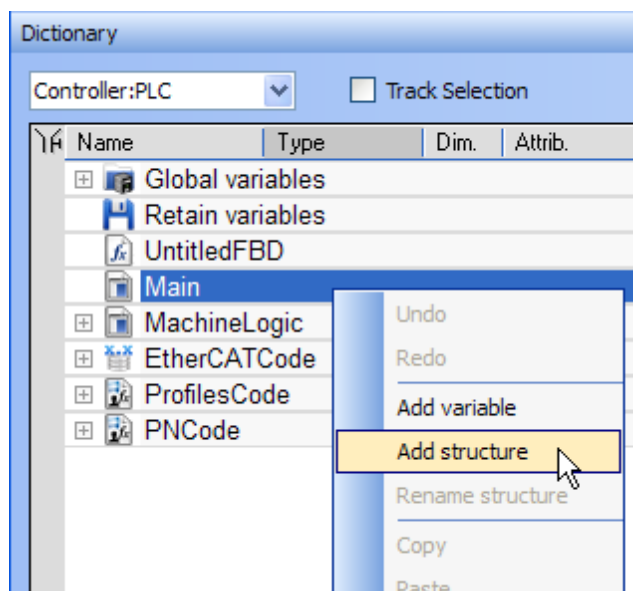 Dictionary
Controller:PLC Track Selection
Name Type Dim. Attrib.
Global variables
Retain variables
UntitledFBD
Main
MachineLogic
EtherCATCode
ProfilesCode
PNCode
Undo
Redo
Add variable
Add structure
Rename structure
Copy
Paste